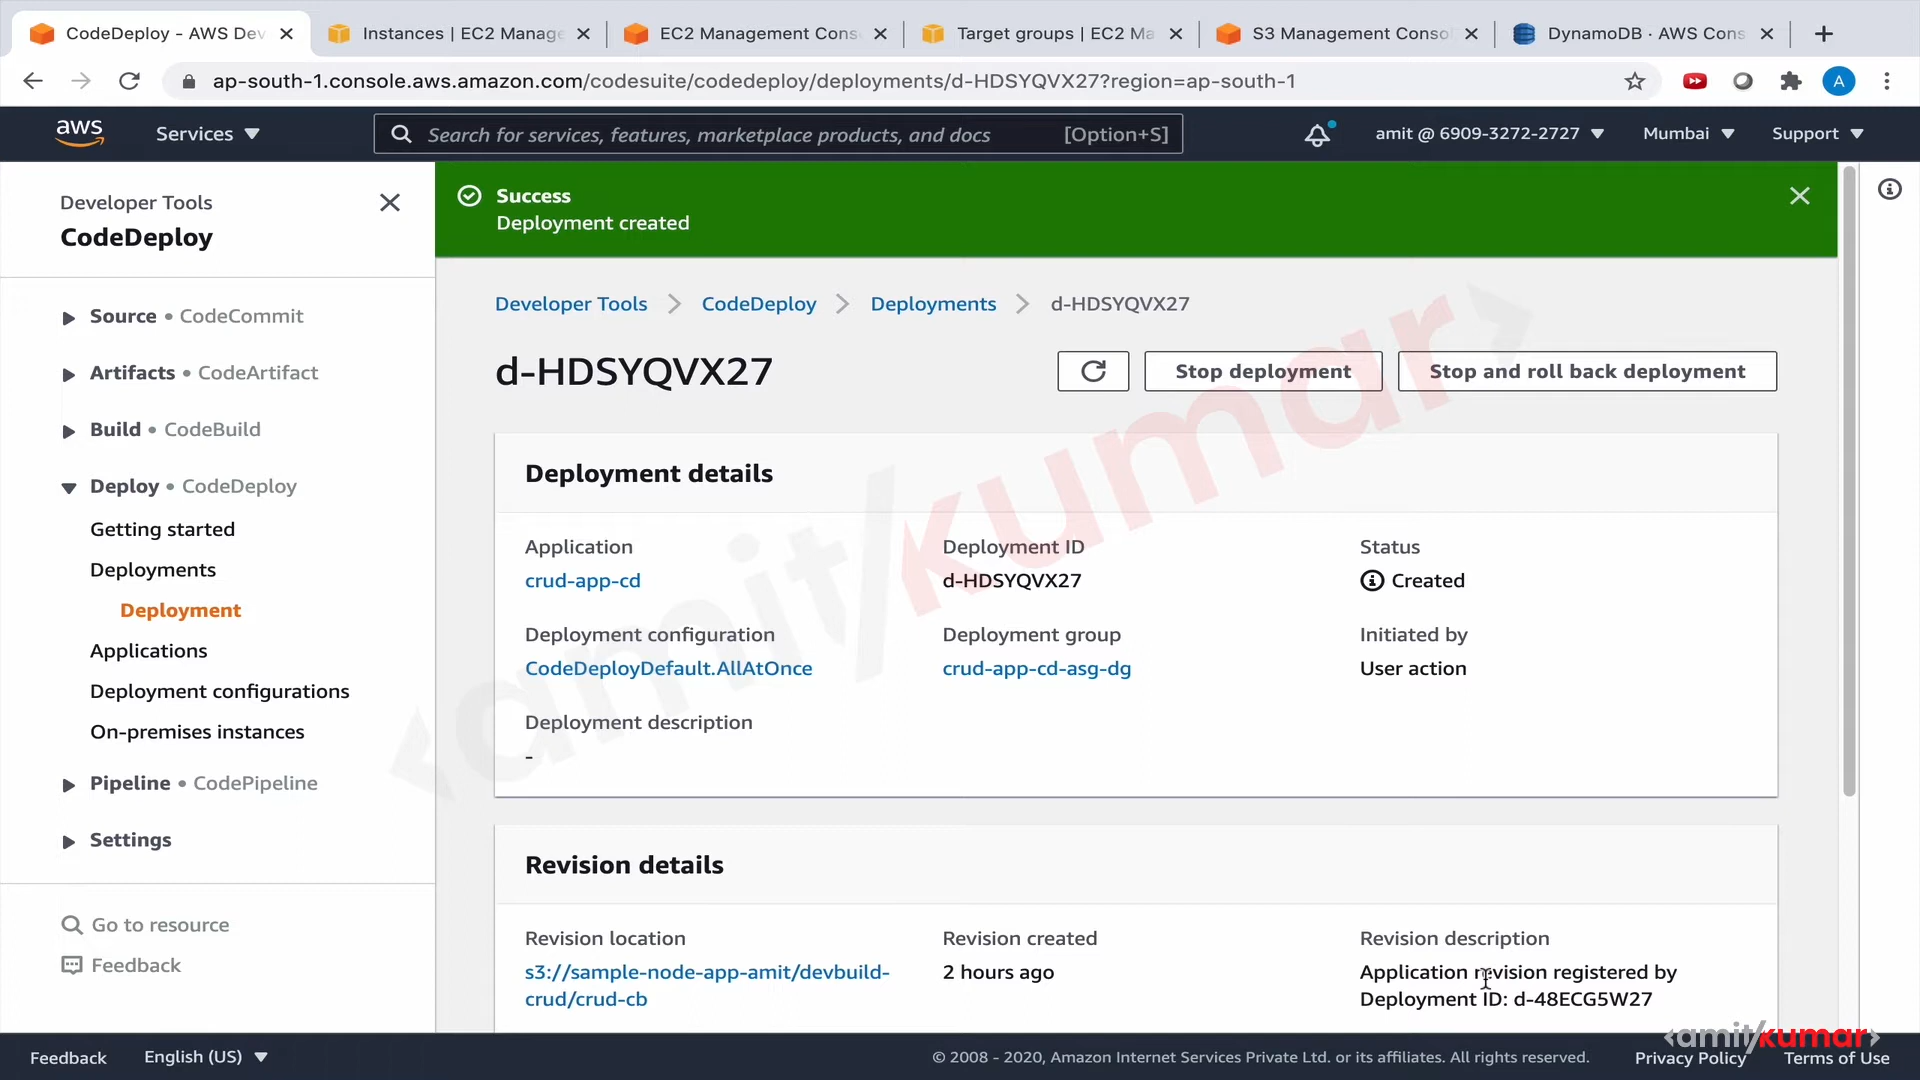 CodeDeploy - AWS Dev
Instances | EC2 Manage
EC2 Management Cons
Target groups | EC2 Ma
S3 Management Conso
DynamoDB · AWS Cons
ap-south-1.console.aws.amazon.com/codesuite/codedeploy/deployments/d-HDSYQVX27?region=ap-south-1
A
aws
Services
Search for services, features, marketplace products, and docs
[Option+S]
amit @ 6909-3272-2727
Mumbai
Support
Developer Tools
CodeDeploy
Source • CodeCommit
Artifacts • CodeArtifact
Build • CodeBuild
Deploy • CodeDeploy
Getting started
Deployments
Deployment
Applications
Deployment configurations
On-premises instances
Pipeline • CodePipeline
Settings
Go to resource
Feedback
Success
Deployment created
Developer Tools
CodeDeploy
Deployments
d-HDSYQVX27
d-HDSYQVX27
Stop deployment
Stop and roll back deployment
Deployment details
Application
crud-app-cd
Deployment ID
d-HDSYQVX27
Status
Created
Deployment configuration
CodeDeployDefault.AllAtOnce
Deployment group
crud-app-cd-asg-dg
Initiated by
User action
Deployment description
-
<amit/kumar>
Revision details
Revision location
s3://sample-node-app-amit/devbuild-
crud/crud-cb
Revision created
2 hours ago
Revision description
Application revision registered by
Deployment ID: d-48ECG5W27
<amit/kumar>
Feedback
English (US)
© 2008 - 2020, Amazon Internet Services Private Ltd. or its affiliates. All rights reserved.
Privacy Policy
Terms of Use